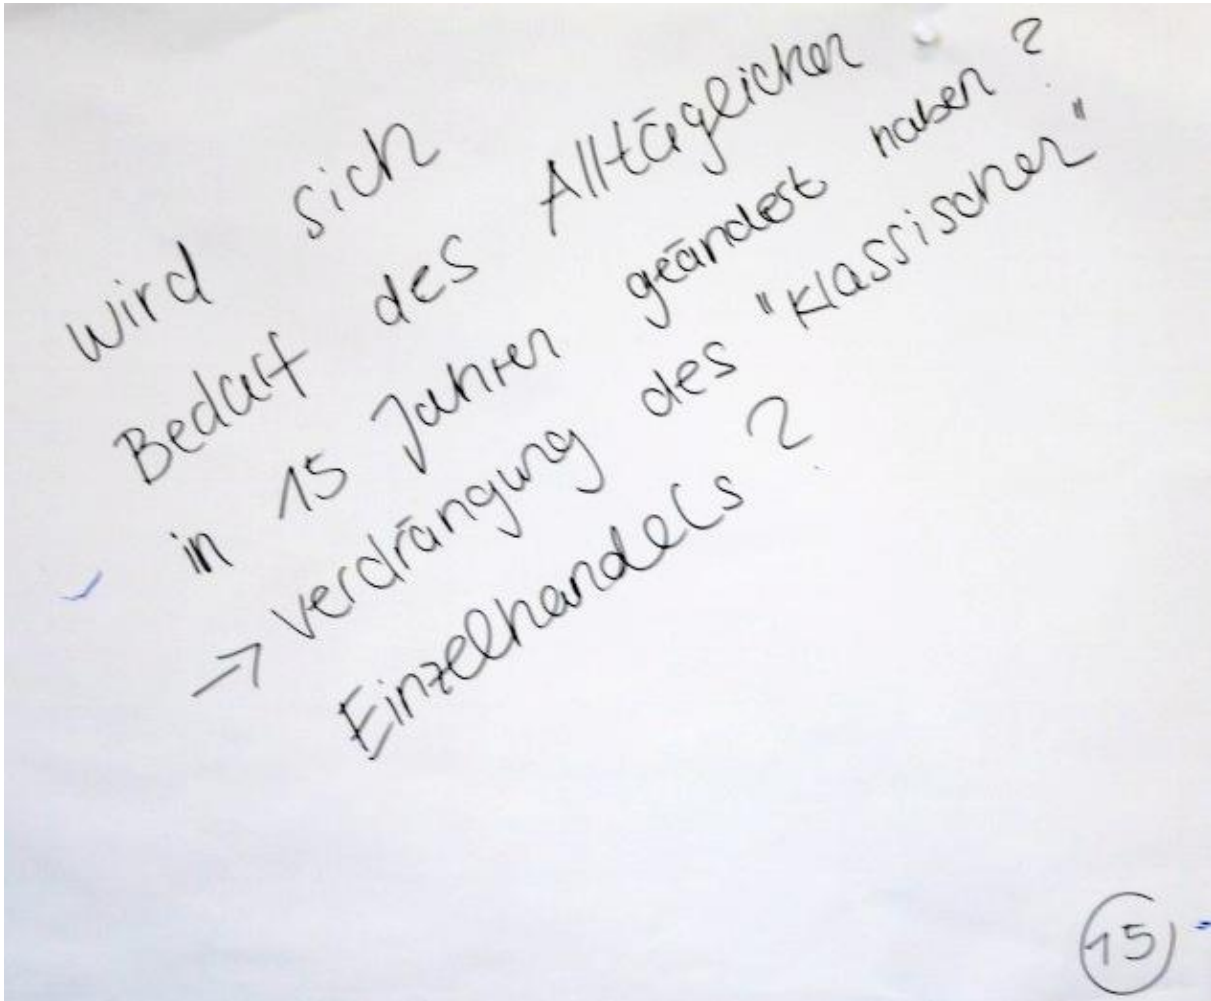 wird sich
Bedarf des Alltäglichen ?
in 15 Jahren geändert haben ?
→ verdrängung des "klassischen"
Einzelhandels ?
15